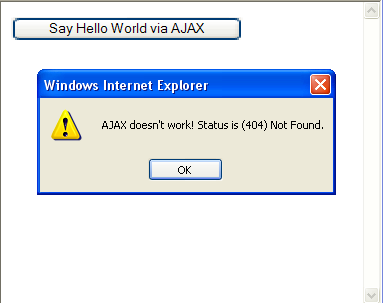 Say Hello World via AJAX
Windows Internet Explorer
AJAX doesn't work! Status is (404) Not Found.
OK